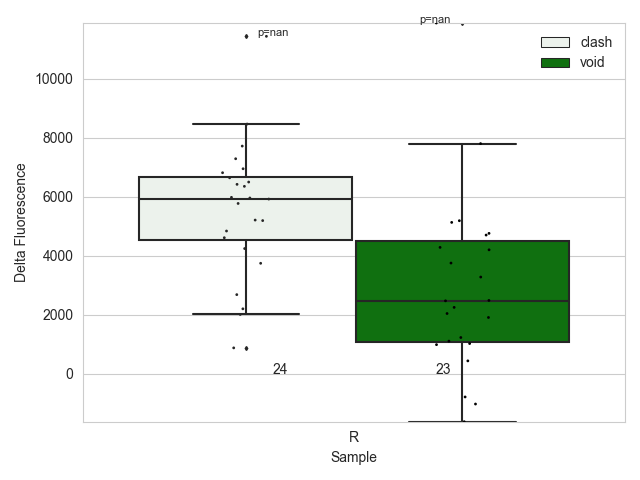 p=nan
p=nan
clash
void
10000
8000
6000
4000
2000
0
Delta Fluorescence
24
23
R
Sample